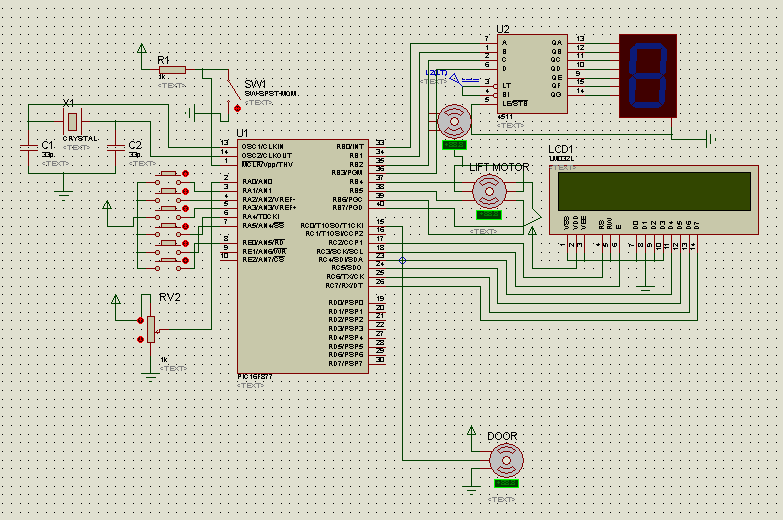 U2
7 A QA 13
1 B QB 12
2 C QC 11
6 D QD 10
QE 9
3 LT QF 15
4 BI QG 14
5 LE/STB
4511
<TEXT>
U2(LT)
<TEXT>
R1
1k
<TEXT>
SW1
<TEXT>
X1
CRYSTAL
<TEXT>
C1
33p
<TEXT>
C2
33p
<TEXT>
U1
13 OSC1/CLKIN RB0/INT 33
14 OSC2/CLKOUT RB1 34
1 MCLR/Vpp/THV RB2 35
RB3/PGM 36
2 RA0/AN0 RB4 37
3 RA1/AN1 RB5 38
4 RA2/AN2/VREF- RB6/PGC 39
5 RA3/AN3/VREF+ RB7/PGD 40
6 RA4/T0CKI
7 RA5/AN4/SS RC0/T1OSO/T1CKI 15
RC1/T1OSI/CCP2 16
8 RE0/AN5/RD RC2/CCP1 17
9 RE1/AN6/WR RC3/SCK/SCL 18
10 RE2/AN7/CS RC4/SDI/SDA 23
RC5/SDO 24
RC6/TX/CK 25
RC7/RX/DT 26
RD0/PSP0 19
RD1/PSP1 20
RD2/PSP2 21
RD3/PSP3 22
RD4/PSP4 27
RD5/PSP5 28
RD6/PSP6 29
RD7/PSP7 30
PIC16F877
<TEXT>
LIFT MOTOR
<TEXT>
LCD1
LM032L
<TEXT>
VSS VDD VEE RS RW E D0 D1 D2 D3 D4 D5 D6 D7
1 2 3 4 5 6 7 8 9 10 11 12 13 14
RV2
1k
<TEXT>
DOOR
<TEXT>